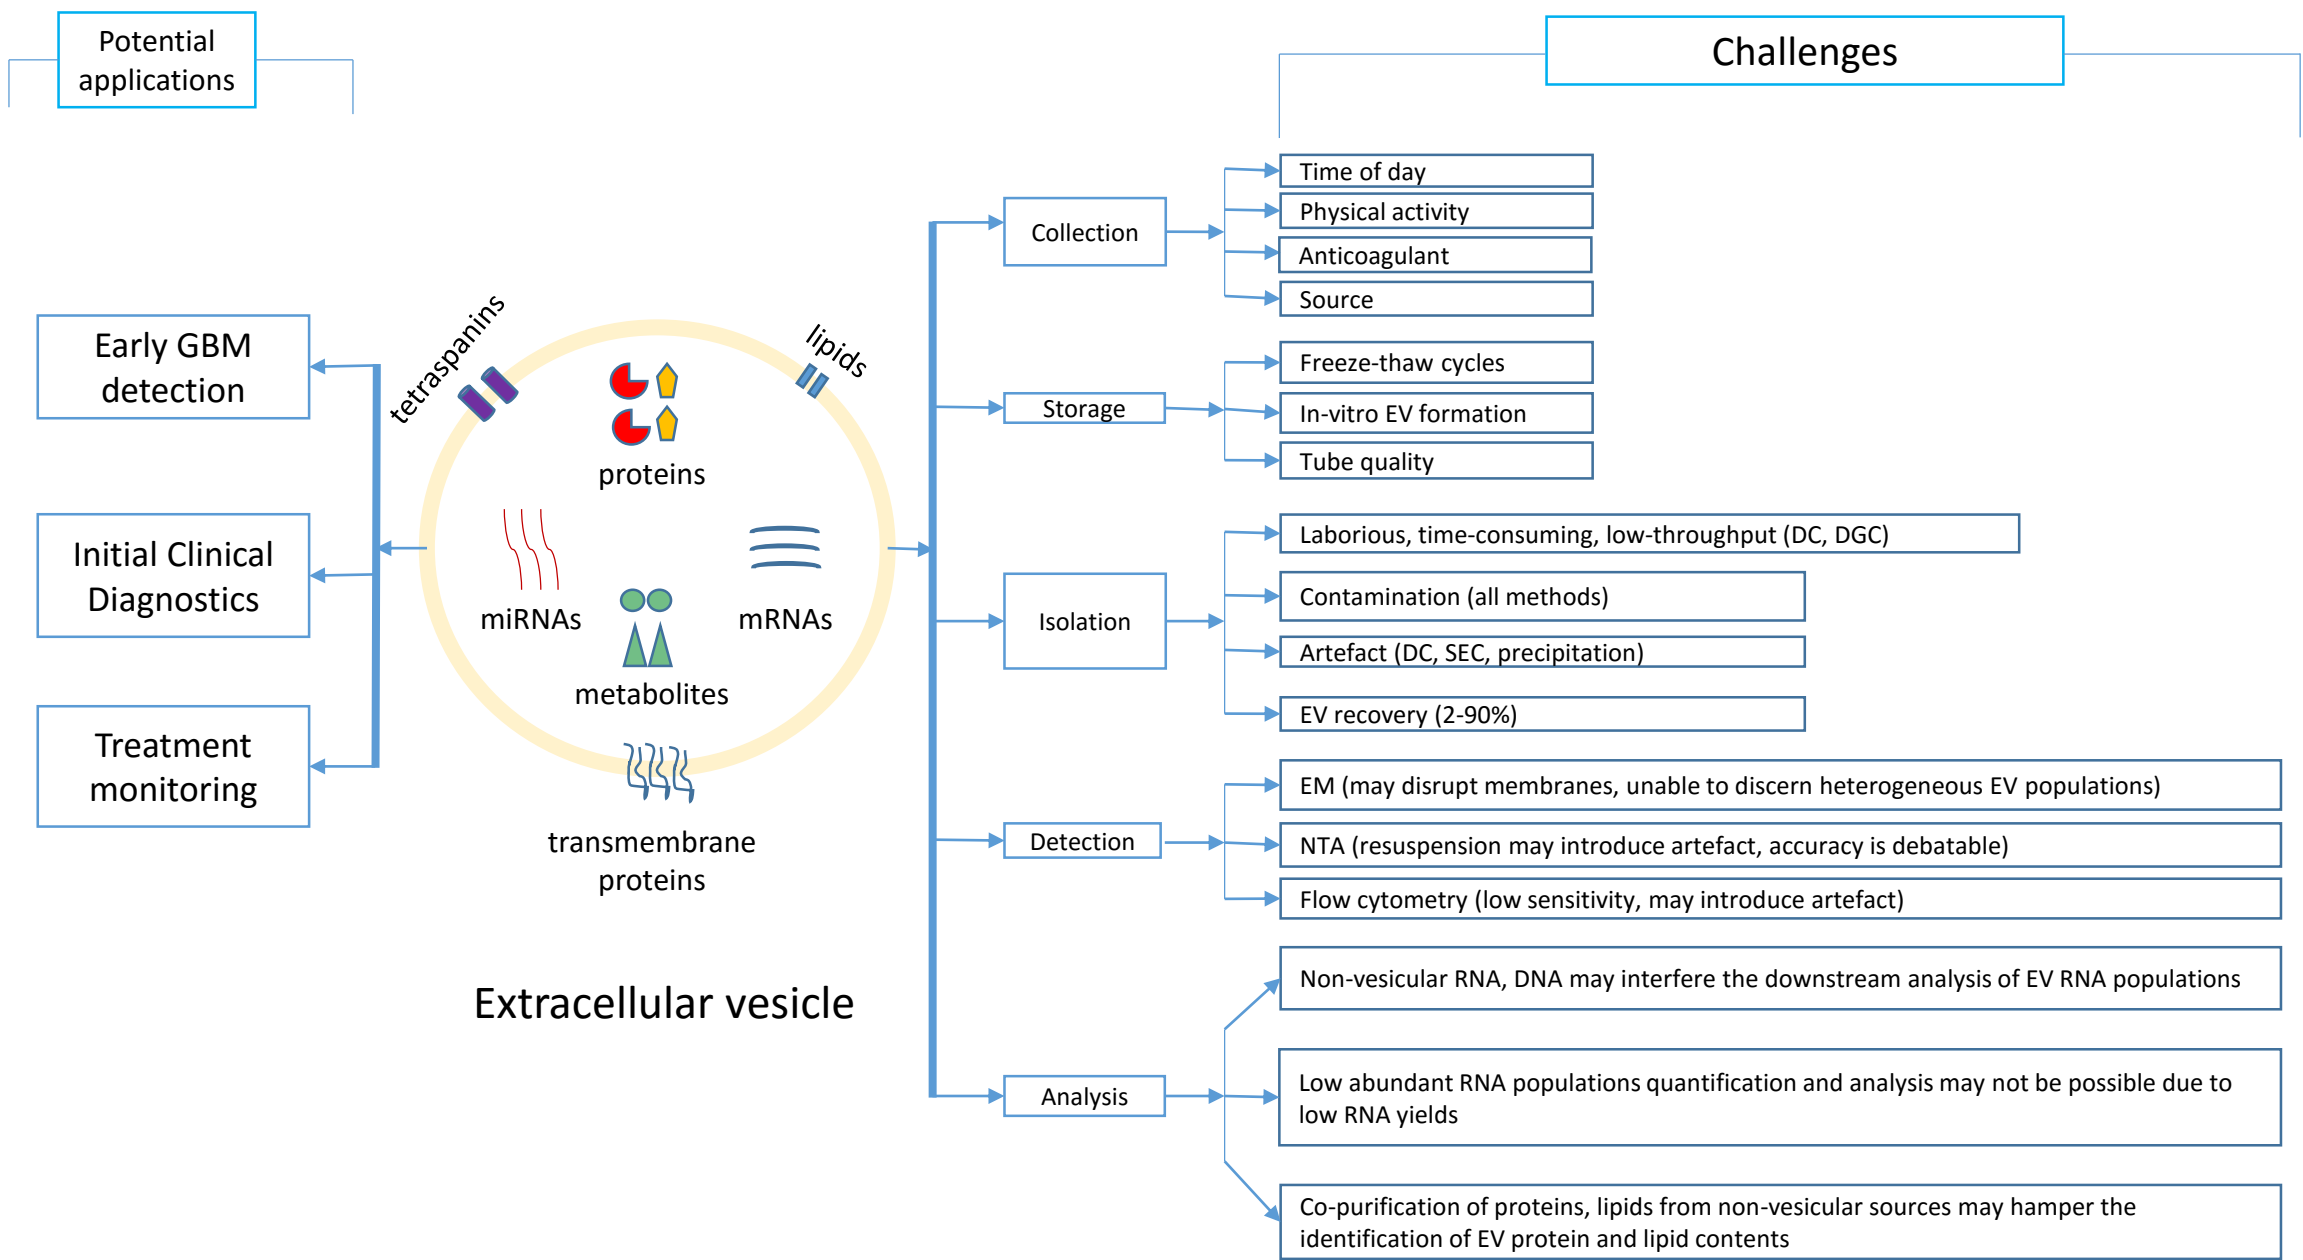 Potential
applications
Challenges
Early GBM
detection
Initial Clinical
Diagnostics
Treatment
monitoring
tetraspanins
lipids
proteins
miRNAs
mRNAs
metabolites
transmembrane
proteins
Extracellular vesicle
Collection
Time of day
Physical activity
Anticoagulant
Source
Storage
Freeze-thaw cycles
In-vitro EV formation
Tube quality
Isolation
Laborious, time-consuming, low-throughput (DC, DGC)
Contamination (all methods)
Artefact (DC, SEC, precipitation)
EV recovery (2-90%)
Detection
EM (may disrupt membranes, unable to discern heterogeneous EV populations)
NTA (resuspension may introduce artefact, accuracy is debatable)
Flow cytometry (low sensitivity, may introduce artefact)
Analysis
Non-vesicular RNA, DNA may interfere the downstream analysis of EV RNA populations
Low abundant RNA populations quantification and analysis may not be possible due to
low RNA yields
Co-purification of proteins, lipids from non-vesicular sources may hamper the
identification of EV protein and lipid contents